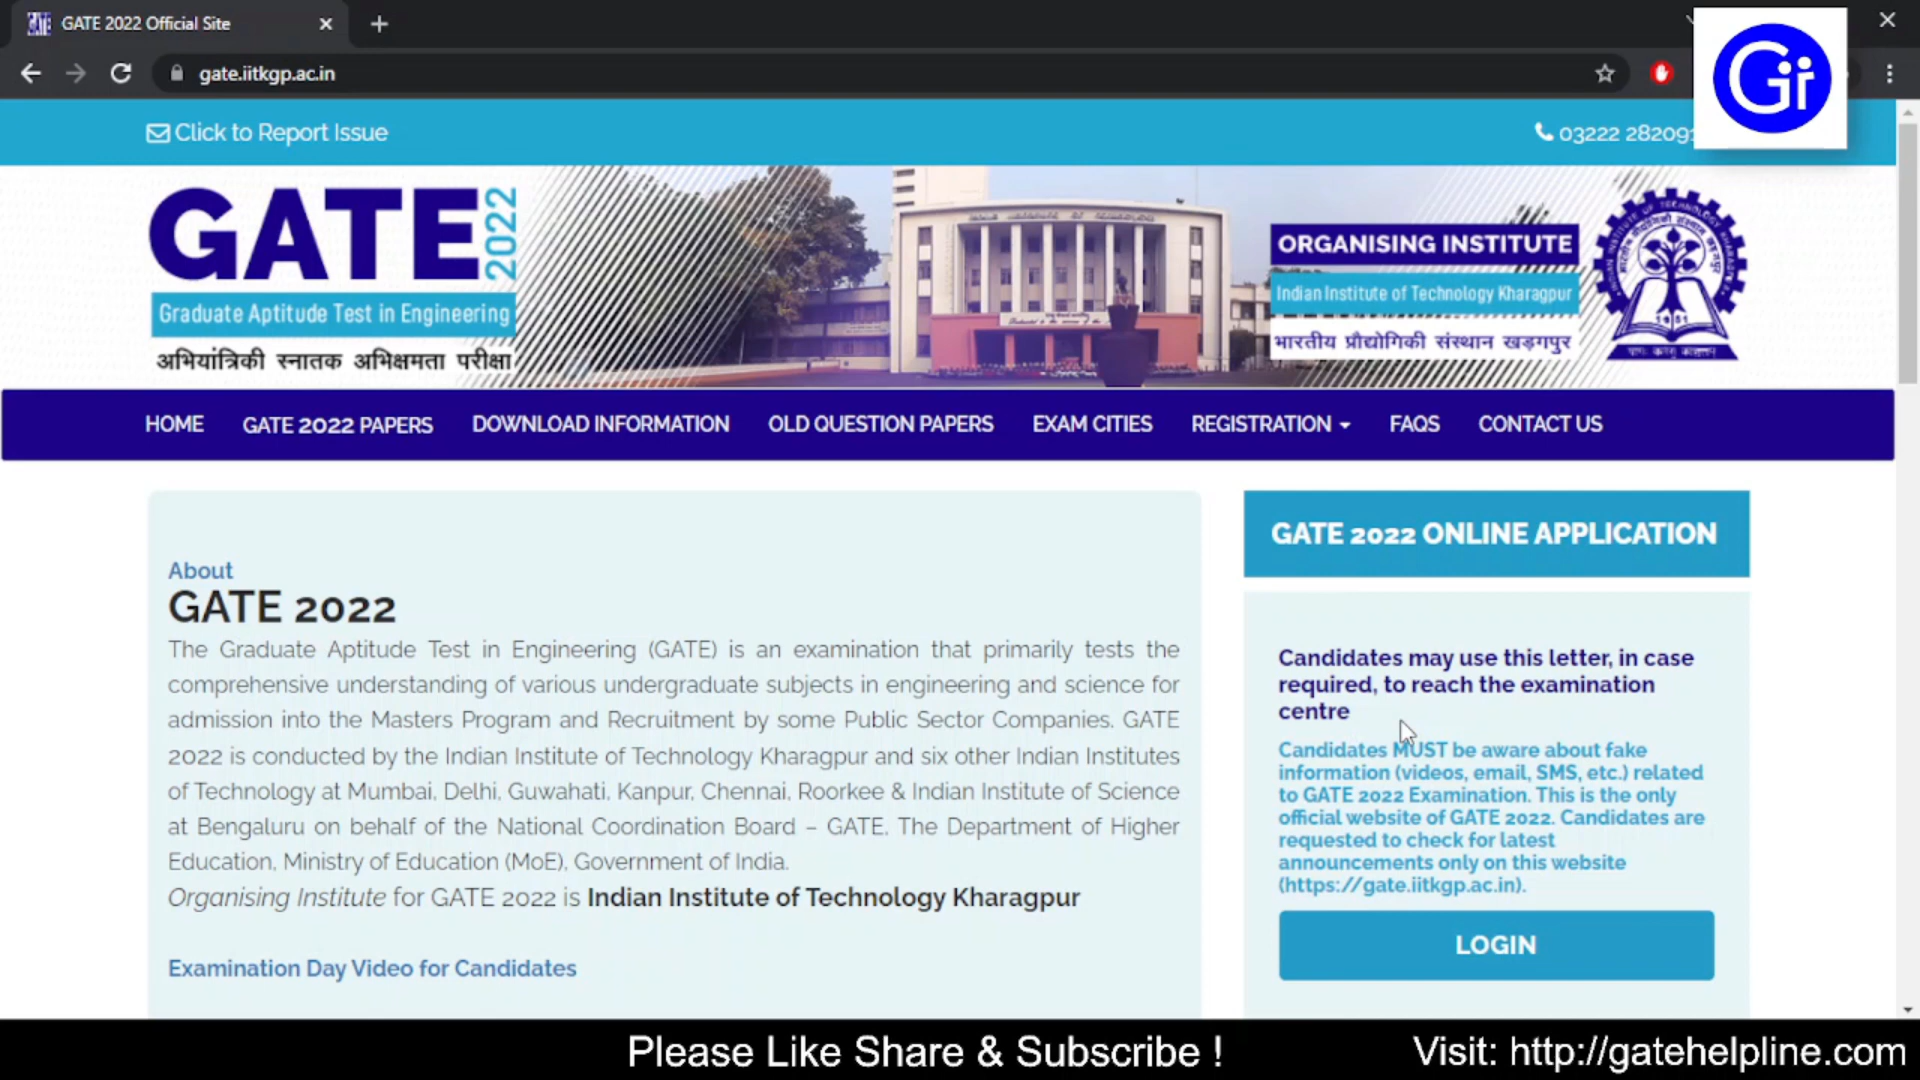 GATE 2022 Official Site
gate.iitkgp.ac.in
Gir
Click to Report Issue
03222 282091
GATE 2022
Graduate Aptitude Test in Engineering
अभियांत्रिकी स्नातक अभिक्षमता परीक्षा
ORGANISING INSTITUTE
Indian Institute of Technology Kharagpur
भारतीय प्रौद्योगिकी संस्थान खड़गपुर
HOME GATE 2022 PAPERS DOWNLOAD INFORMATION OLD QUESTION PAPERS EXAM CITIES REGISTRATION FAQS CONTACT US
About
GATE 2022
The Graduate Aptitude Test in Engineering (GATE) is an examination that primarily tests the
comprehensive understanding of various undergraduate subjects in engineering and science for
admission into the Masters Program and Recruitment by some Public Sector Companies. GATE
2022 is conducted by the Indian Institute of Technology Kharagpur and six other Indian Institutes
of Technology at Mumbai, Delhi, Guwahati, Kanpur, Chennai, Roorkee & Indian Institute of Science
at Bengaluru on behalf of the National Coordination Board – GATE, The Department of Higher
Education, Ministry of Education (MoE), Government of India.
Organising Institute for GATE 2022 is Indian Institute of Technology Kharagpur
Examination Day Video for Candidates
GATE 2022 ONLINE APPLICATION
Candidates may use this letter, in case
required, to reach the examination
centre
Candidates MUST be aware about fake
information (videos, email, SMS, etc.) related
to GATE 2022 Examination. This is the only
official website of GATE 2022. Candidates are
requested to check for latest
announcements only on this website
(https://gate.iitkgp.ac.in).
LOGIN
Please Like Share & Subscribe !
Visit: http://gatehelpline.com